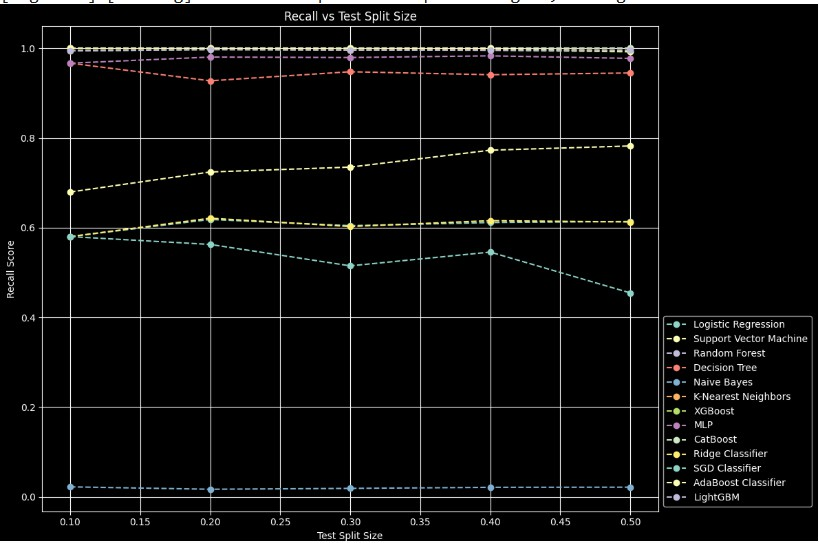 Recall vs Test Split Size
1.0
0.8
0.6
0.4
0.2
0.0
Recall Score
0.10 0.15 0.20 0.25 0.30 0.35 0.40 0.45 0.50
Test Split Size
Logistic Regression
Support Vector Machine
Random Forest
Decision Tree
Naive Bayes
K-Nearest Neighbors
XGBoost
MLP
CatBoost
Ridge Classifier
SGD Classifier
AdaBoost Classifier
LightGBM